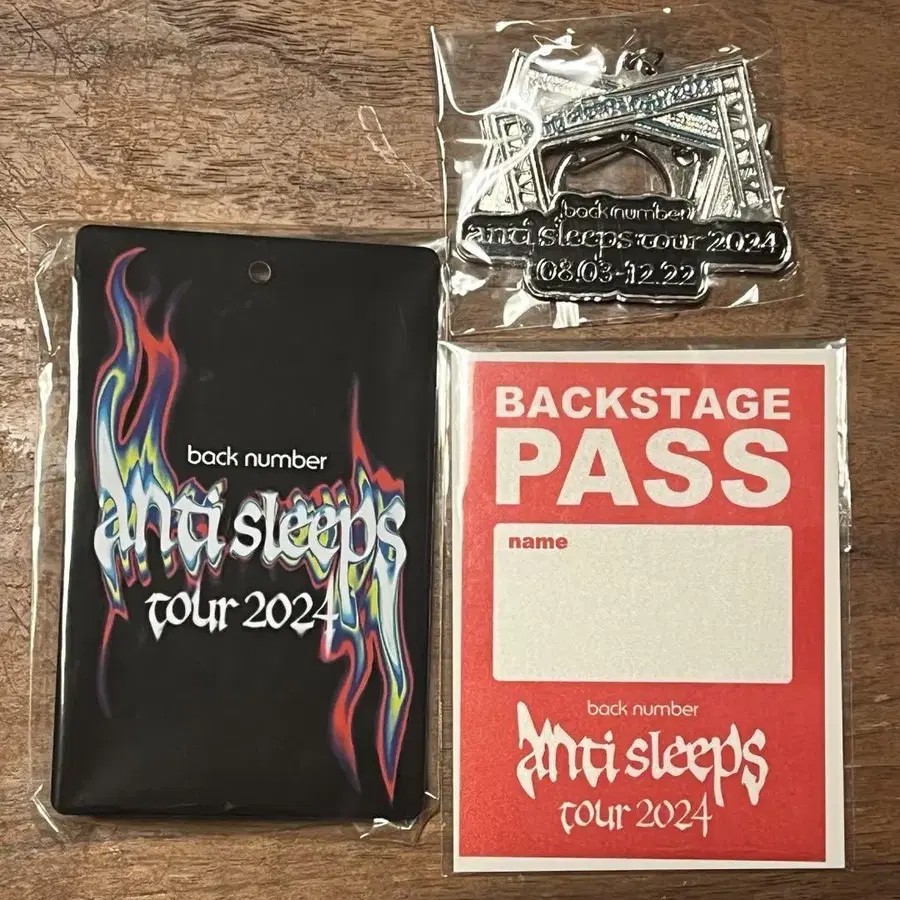 back number
anti sleeps tour 2024
08.03-12.22
back number
anti sleeps
tour 2024
BACKSTAGE
PASS
name
back number
anti sleeps
tour 2024